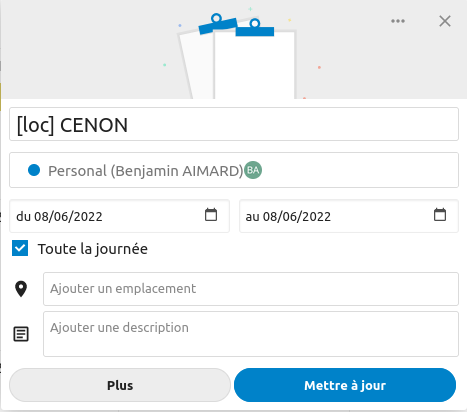 [loc] CENON
Personal (Benjamin AIMARD) BA
du 08/06/2022 au 08/06/2022
Toute la journée
Ajouter un emplacement
Ajouter une description
Plus Mettre à jour